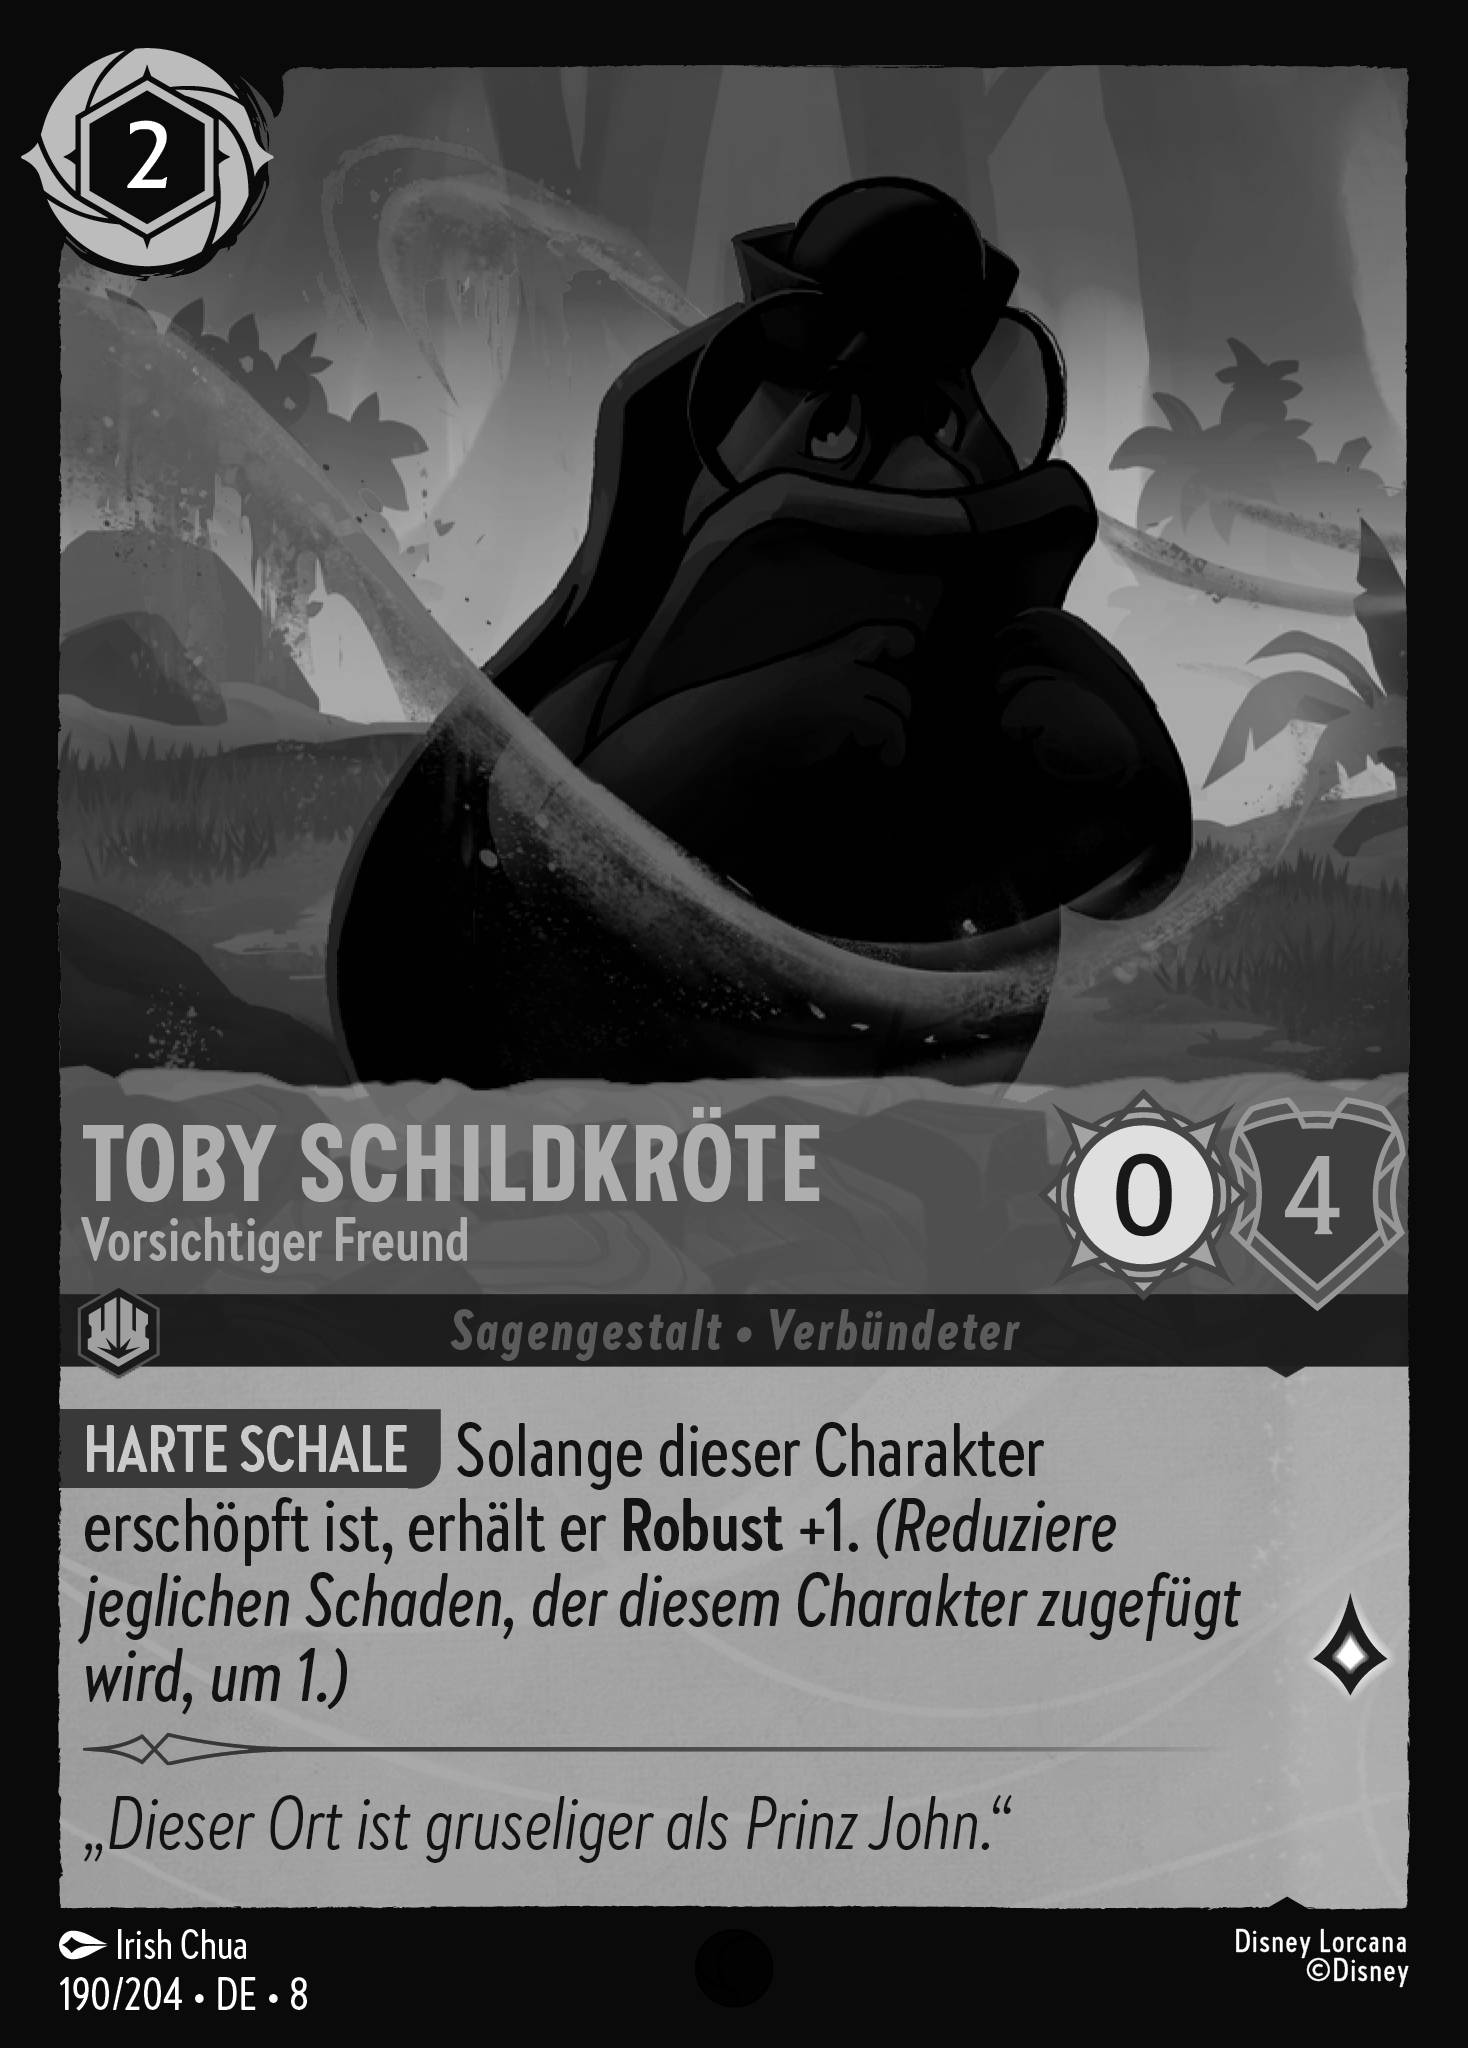 2
TOBY SCHILDKRÖTE
Vorsichtiger Freund
0
4
Sagengestalt • Verbündeter
HARTE SCHALE Solange dieser Charakter
erschöpft ist, erhält er Robust +1. (Reduziere
jeglichen Schaden, der diesem Charakter zugefügt
wird, um 1.)
„Dieser Ort ist gruseliger als Prinz John.“
Irish Chua
190/204 • DE • 8
Disney Lorcana
©Disney